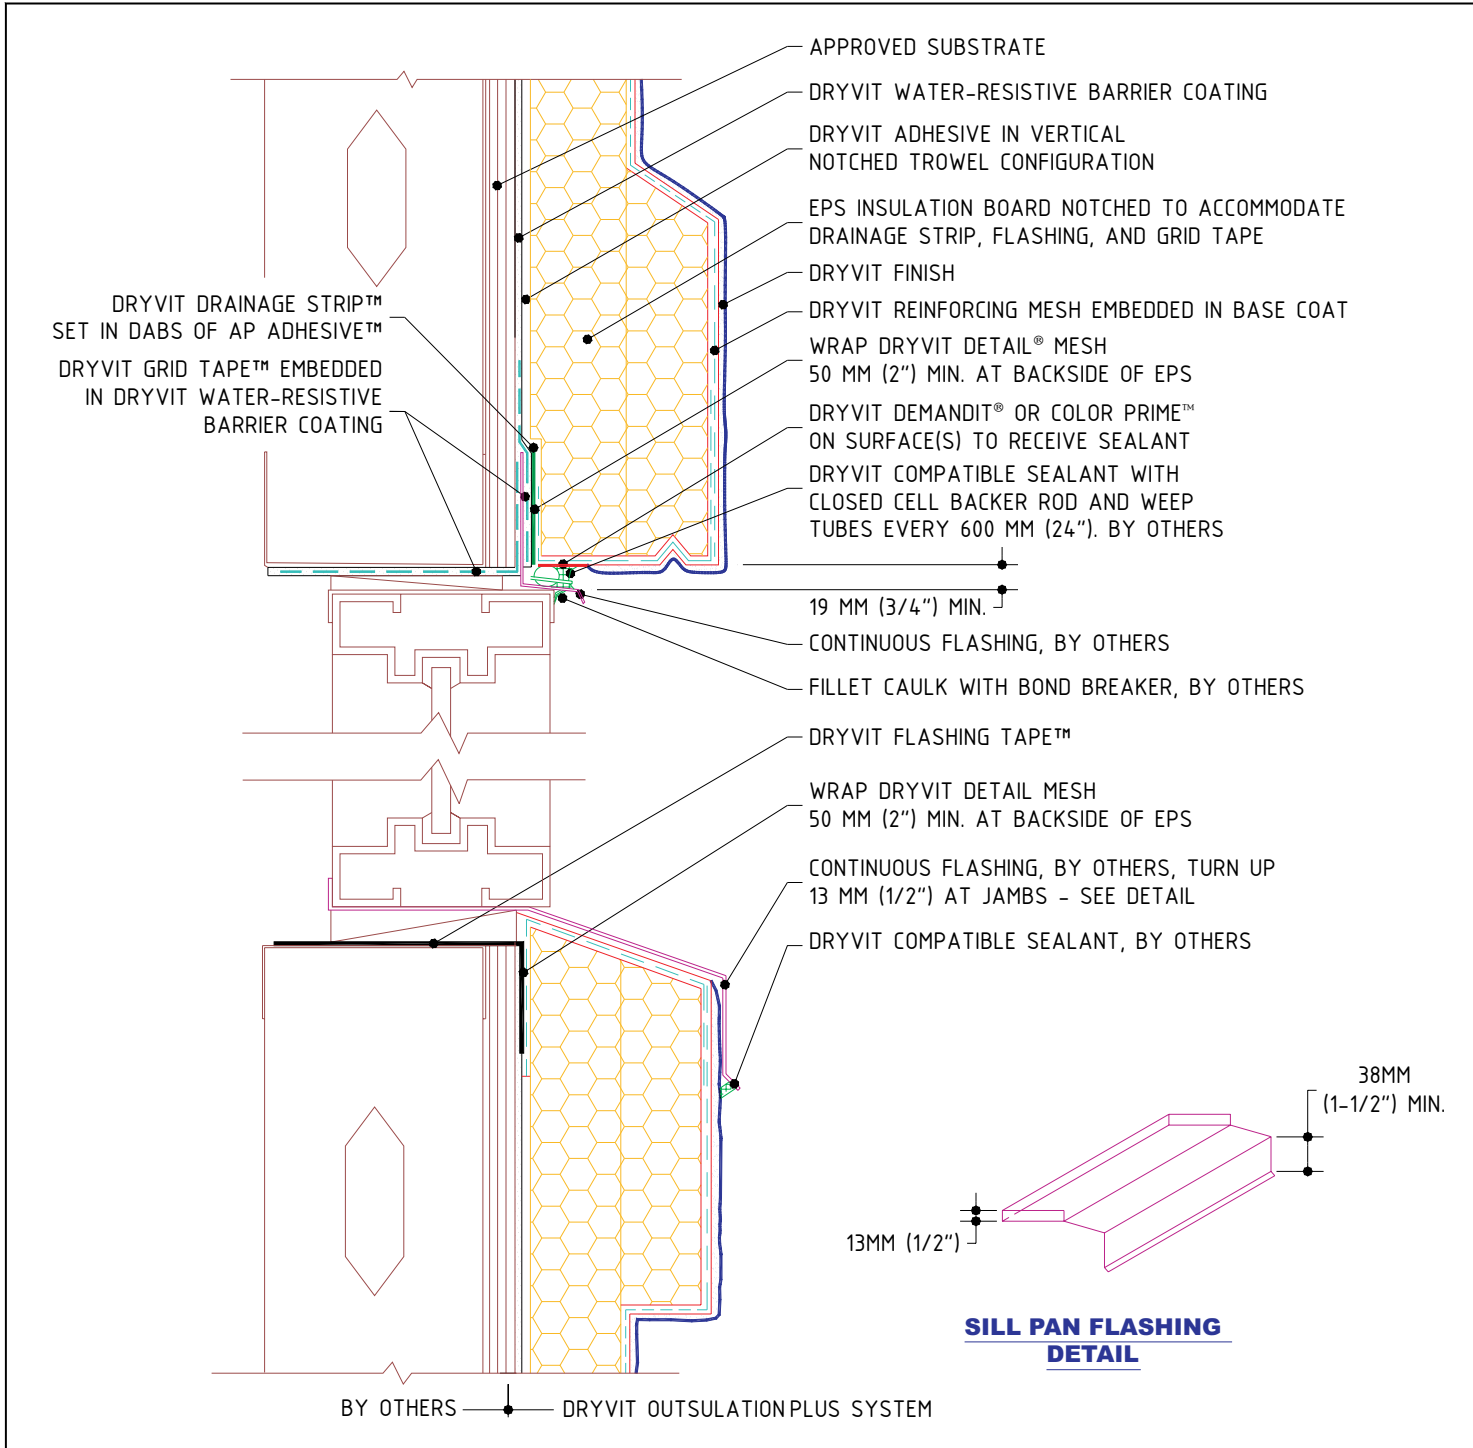 APPROVED SUBSTRATE
DRYVIT WATER-RESISTIVE BARRIER COATING
DRYVIT ADHESIVE IN VERTICAL
NOTCHED TROWEL CONFIGURATION
EPS INSULATION BOARD NOTCHED TO ACCOMMODATE
DRAINAGE STRIP, FLASHING, AND GRID TAPE
DRYVIT FINISH
DRYVIT REINFORCING MESH EMBEDDED IN BASE COAT
WRAP DRYVIT DETAIL® MESH
50 MM (2") MIN. AT BACKSIDE OF EPS
DRYVIT DEMANDIT® OR COLOR PRIME™
ON SURFACE(S) TO RECEIVE SEALANT
DRYVIT COMPATIBLE SEALANT WITH
CLOSED CELL BACKER ROD AND WEEP
TUBES EVERY 600 MM (24"). BY OTHERS
19 MM (3/4") MIN.
CONTINUOUS FLASHING, BY OTHERS
FILLET CAULK WITH BOND BREAKER, BY OTHERS
DRYVIT FLASHING TAPE™
WRAP DRYVIT DETAIL MESH
50 MM (2") MIN. AT BACKSIDE OF EPS
CONTINUOUS FLASHING, BY OTHERS, TURN UP
13 MM (1/2") AT JAMBS - SEE DETAIL
DRYVIT COMPATIBLE SEALANT, BY OTHERS
DRYVIT DRAINAGE STRIP™
SET IN DABS OF AP ADHESIVE™
DRYVIT GRID TAPE™ EMBEDDED
IN DRYVIT WATER-RESISTIVE
BARRIER COATING
38MM
(1-1/2") MIN.
13MM (1/2")
SILL PAN FLASHING
DETAIL
BY OTHERS
DRYVIT OUTSULATION PLUS SYSTEM